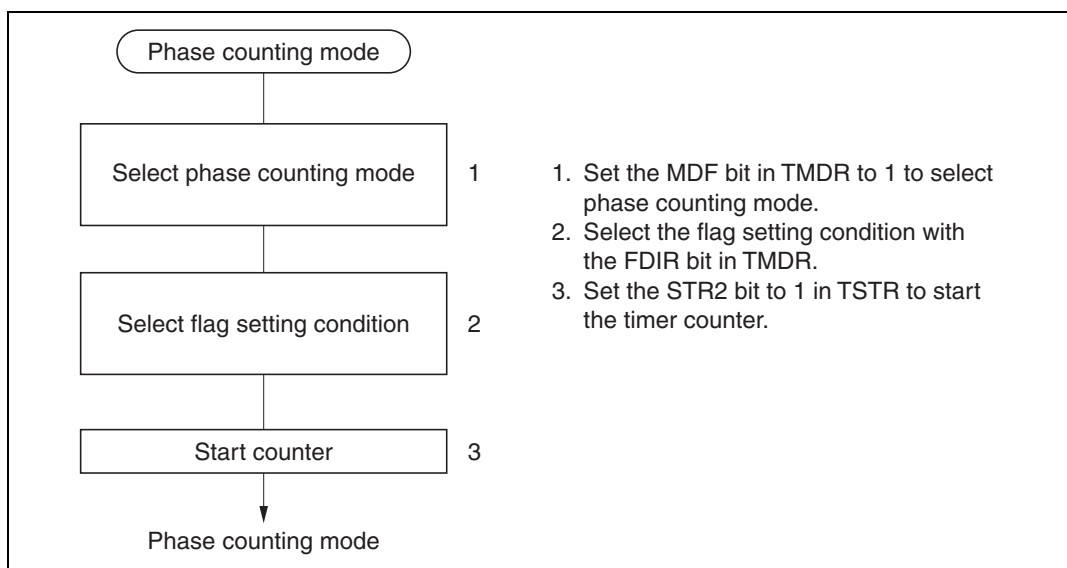 Phase counting mode
Select phase counting mode
1
Select flag setting condition
2
Start counter
3
Phase counting mode
1. Set the MDF bit in TMDR to 1 to select
phase counting mode.
2. Select the flag setting condition with
the FDIR bit in TMDR.
3. Set the STR2 bit to 1 in TSTR to start
the timer counter.